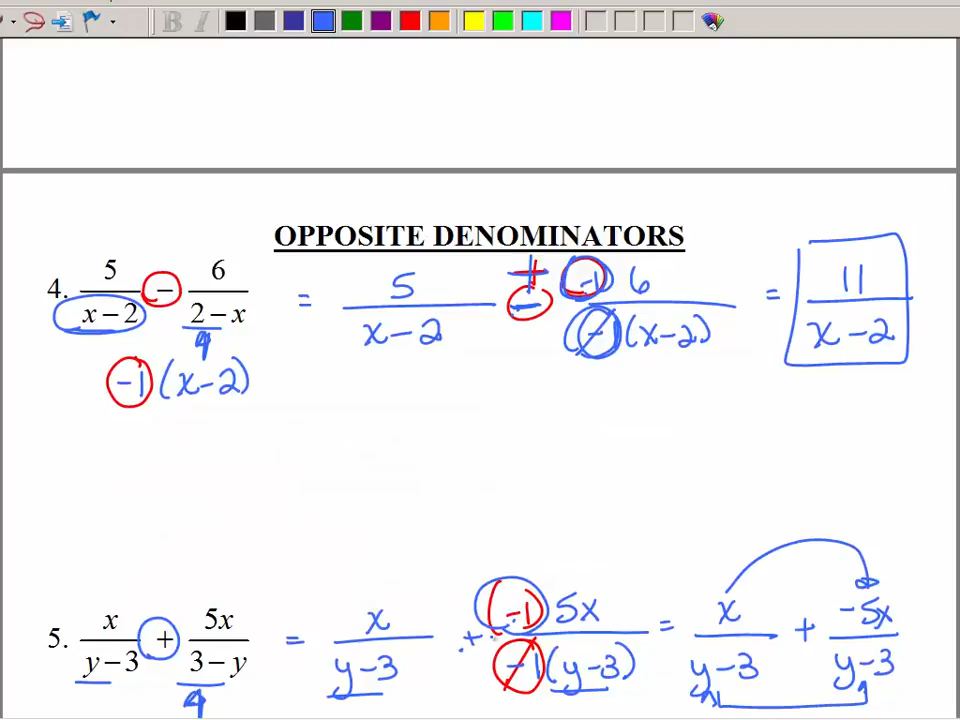 OPPOSITE DENOMINATORS
4. 5/(x−2) − 6/(2−x) = 5/(x−2) −+ -1 6/(-1(x-2)) = 11/(x-2)
-1(x-2)
5. x/(y−3) + 5x/(3−y) = x/(y-3) + (-1)5x/(-1(y-3)) = x/(y-3) + -5x/(y-3)